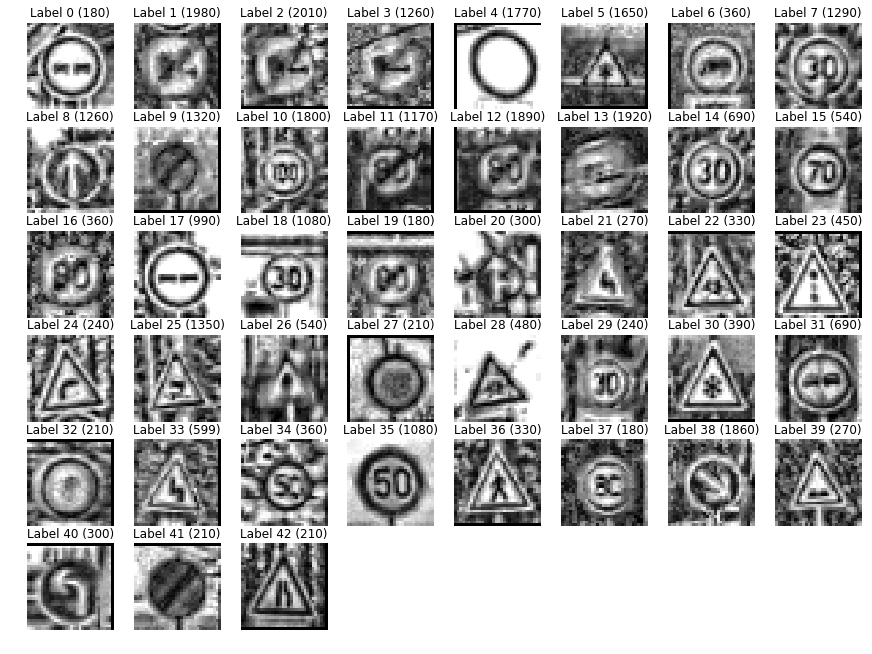 Label 0 (180) Label 1 (1980) Label 2 (2010) Label 3 (1260) Label 4 (1770) Label 5 (1650) Label 6 (360) Label 7 (1290)
30
Label 8 (1260) Label 9 (1320) Label 10 (1800) Label 11 (1170) Label 12 (1890) Label 13 (1920) Label 14 (690) Label 15 (540)
100 80 80 30 70
Label 16 (360) Label 17 (990) Label 18 (1080) Label 19 (180) Label 20 (300) Label 21 (270) Label 22 (330) Label 23 (450)
80 30 80
Label 24 (240) Label 25 (1350) Label 26 (540) Label 27 (210) Label 28 (480) Label 29 (240) Label 30 (390) Label 31 (690)
30
Label 32 (210) Label 33 (599) Label 34 (360) Label 35 (1080) Label 36 (330) Label 37 (180) Label 38 (1860) Label 39 (270)
50 50 80
Label 40 (300) Label 41 (210) Label 42 (210)